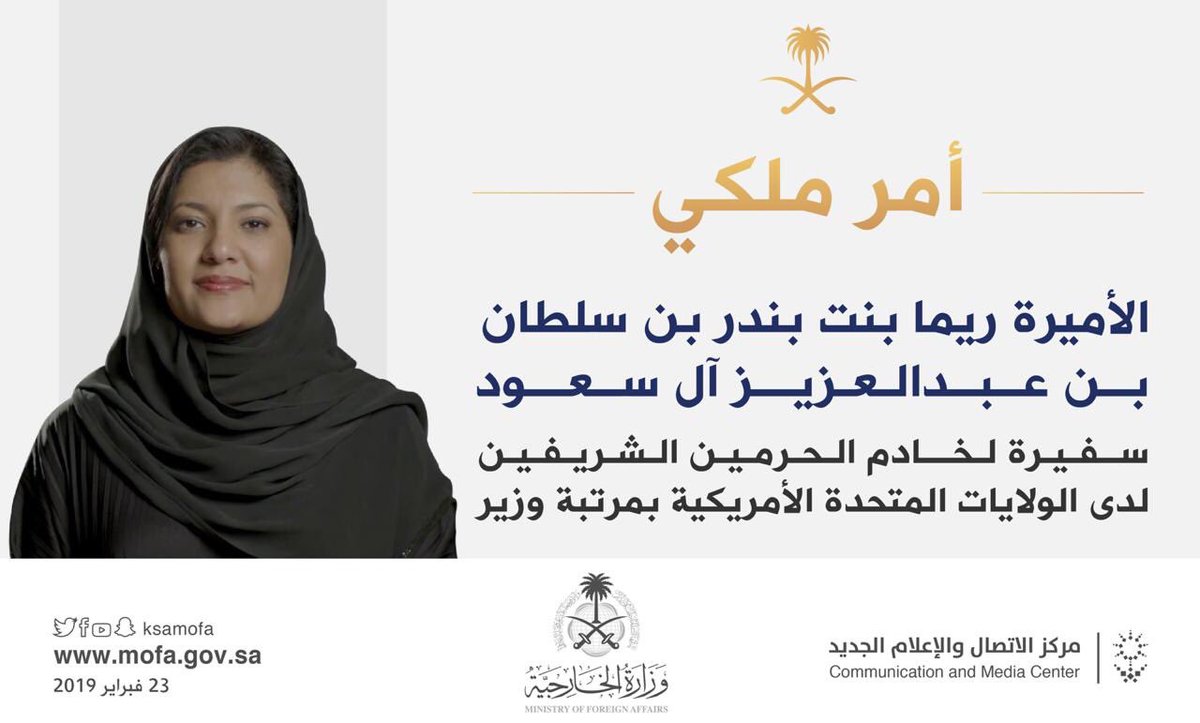 أمر ملكي
الأميرة ريما بنت بندر بن سلطان
بن عبدالعزيز آل سعود
سفيرة لخادم الحرمين الشريفين
لدى الولايات المتحدة الأمريكية بمرتبة وزير
ksamofa
www.mofa.gov.sa
23 فبراير 2019
وزارة الخارجية
MINISTRY OF FOREIGN AFFAIRS
مركز الاتصال والإعلام الجديد
Communication and Media Center